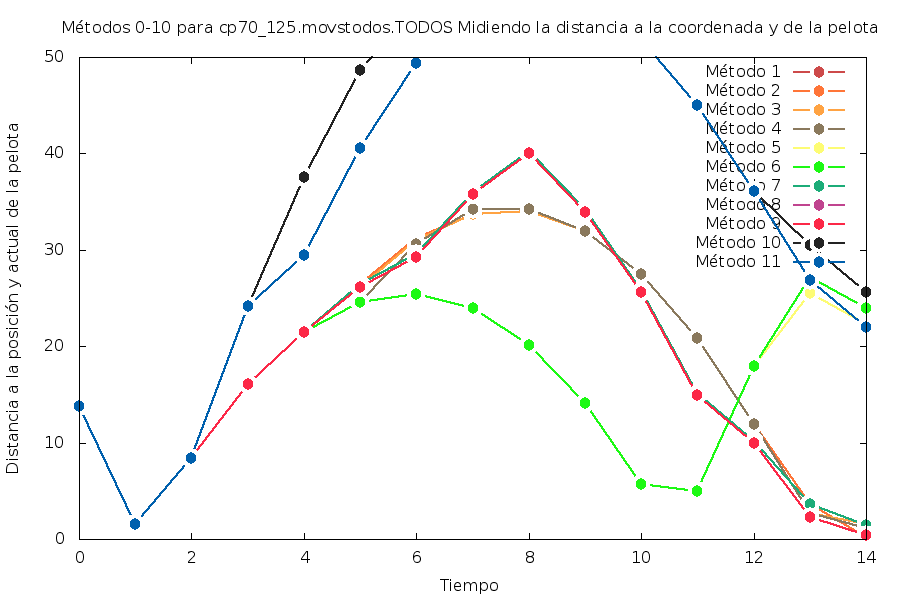 Métodos 0-10 para cp70_125.movstodos.TODOS Midiendo la distancia a la coordenada y de la pelota
Distancia a la posición y actual de la pelota
50
40
30
20
10
0
Método 1
Método 2
Método 3
Método 4
Método 5
Método 6
Método 7
Método 8
Método 9
Método 10
Método 11
0 2 4 6 8 10 12 14
Tiempo